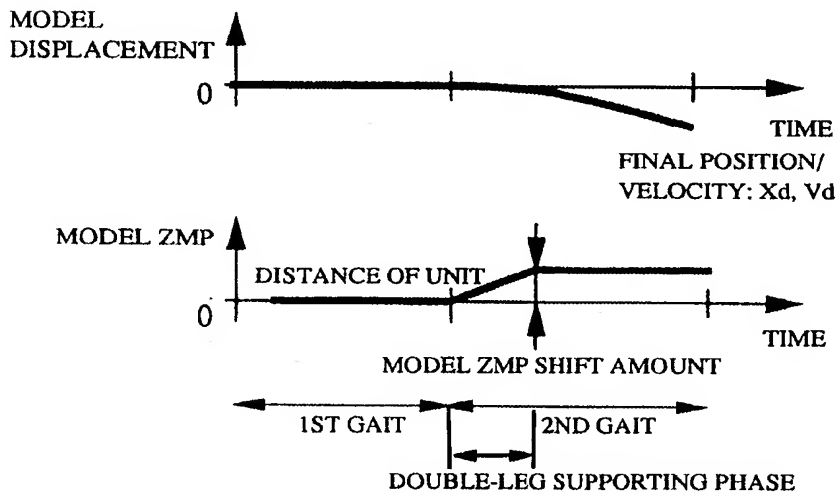 MODEL
DISPLACEMENT
0
TIME
FINAL POSITION/
VELOCITY: Xd, Vd
MODEL ZMP
DISTANCE OF UNIT
0
TIME
MODEL ZMP SHIFT AMOUNT
1ST GAIT
2ND GAIT
DOUBLE-LEG SUPPORTING PHASE